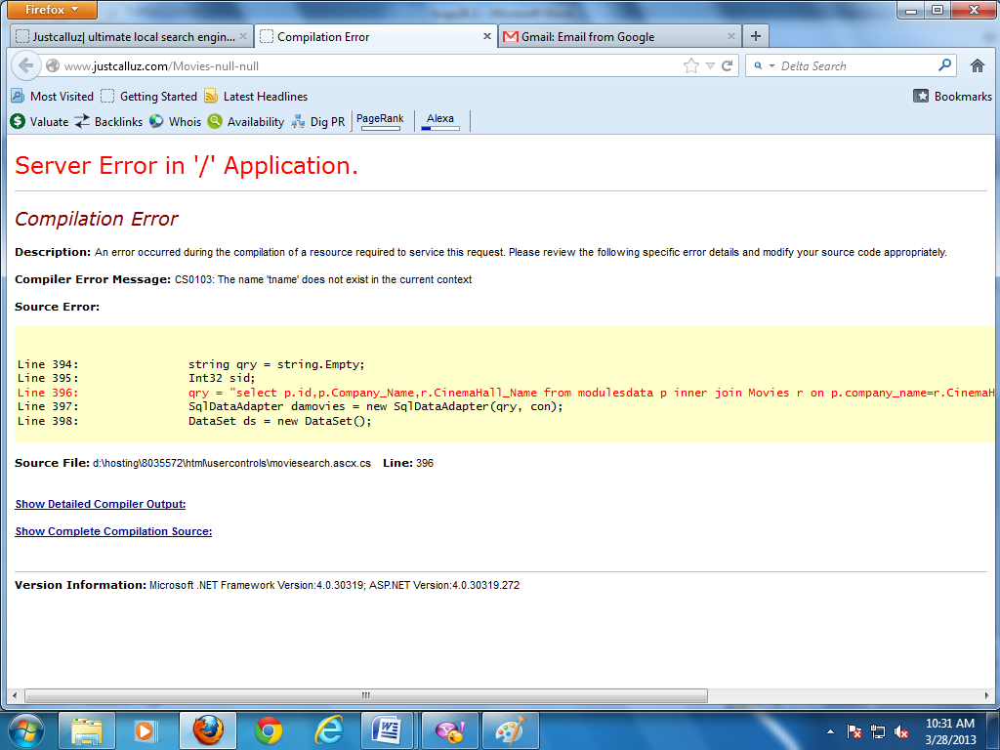 Firefox
Justcalluz| ultimate local search engin...
Compilation Error
Gmail: Email from Google
www.justcalluz.com/Movies-null-null
Delta Search
Most Visited
Getting Started
Latest Headlines
Bookmarks
Valuate
Backlinks
Whois
Availability
Dig PR
PageRank
Alexa
Server Error in '/' Application.
Compilation Error
Description: An error occurred during the compilation of a resource required to service this request. Please review the following specific error details and modify your source code appropriately.
Compiler Error Message: CS0103: The name 'tname' does not exist in the current context
Source Error:
Line 394: string qry = string.Empty;
Line 395: Int32 sid;
Line 396: qry = "select p.id,p.Company_Name,r.CinemaHall_Name from modulesdata p inner join Movies r on p.company_name=r.CinemaH
Line 397: SqlDataAdapter damovies = new SqlDataAdapter(qry, con);
Line 398: DataSet ds = new DataSet();
Source File: d:\hosting\8035572\html\usercontrols\moviesearch.ascx.cs Line: 396
Show Detailed Compiler Output:
Show Complete Compilation Source:
Version Information: Microsoft .NET Framework Version:4.0.30319; ASP.NET Version:4.0.30319.272
10:31 AM
3/28/2013